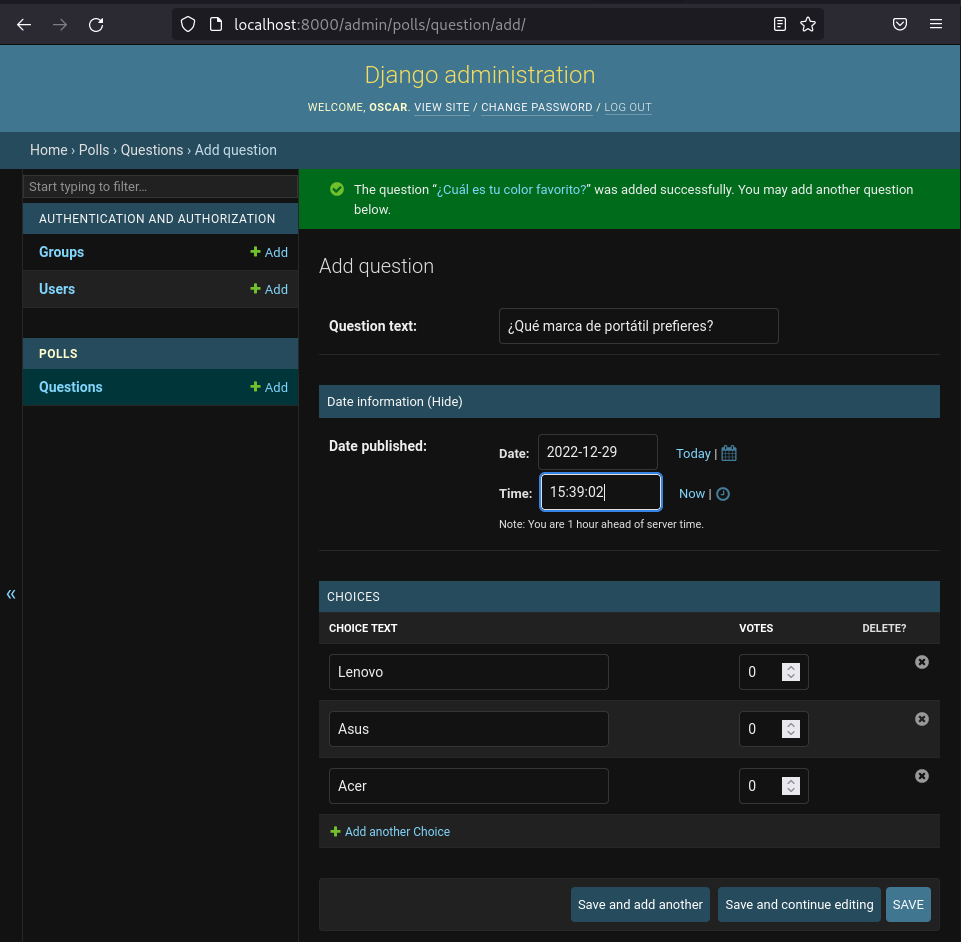 localhost:8000/admin/polls/question/add/
Django administration
WELCOME, OSCAR. VIEW SITE / CHANGE PASSWORD / LOG OUT
Home › Polls › Questions › Add question
Start typing to filter…
AUTHENTICATION AND AUTHORIZATION
Groups + Add
Users + Add
POLLS
Questions + Add
«
The question “¿Cuál es tu color favorito?” was added successfully. You may add another question
below.
Add question
Question text: ¿Qué marca de portátil prefieres?
Date information (Hide)
Date published:
Date: 2022-12-29 Today |
Time: 15:39:02 Now |
Note: You are 1 hour ahead of server time.
CHOICES
CHOICE TEXT VOTES DELETE?
Lenovo 0
Asus 0
Acer 0
+ Add another Choice
Save and add another Save and continue editing SAVE